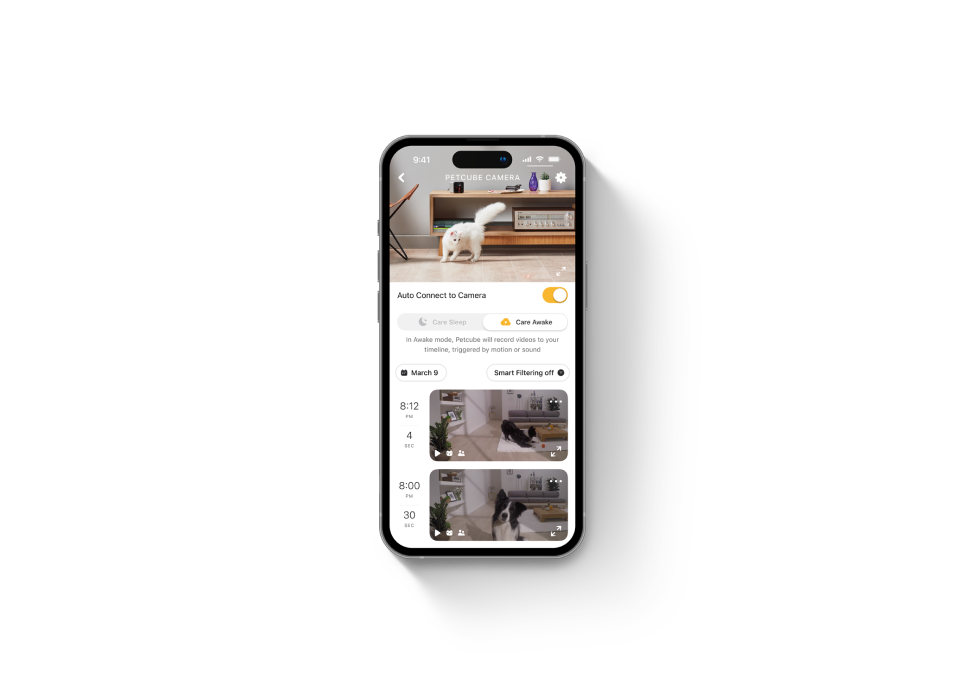 9:41
PETCUBE CAMERA
Auto Connect to Camera
Care Sleep
Care Awake
In Awake mode, Petcube will record videos to your
timeline, triggered by motion or sound
March 9
Smart Filtering off
8:12
PM
4
SEC
8:00
PM
30
SEC